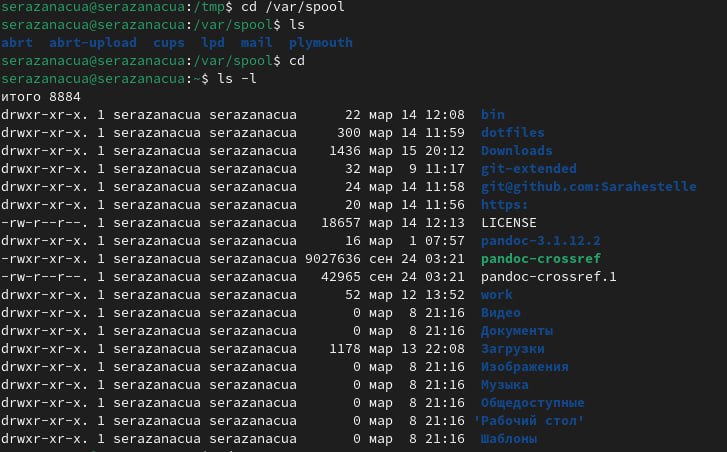 serazanacua@serazanacua:/tmp$ cd /var/spool
serazanacua@serazanacua:/var/spool$ ls
abrt  abrt-upload  cups  lpd  mail  plymouth
serazanacua@serazanacua:/var/spool$ cd
serazanacua@serazanacua:~$ ls -l
итого 8884
drwxr-xr-x. 1 serazanacua serazanacua      22 мар 14 12:08  bin
drwxr-xr-x. 1 serazanacua serazanacua     300 мар 14 11:59  dotfiles
drwxr-xr-x. 1 serazanacua serazanacua    1436 мар 15 20:12  Downloads
drwxr-xr-x. 1 serazanacua serazanacua      32 мар  9 11:17  git-extended
drwxr-xr-x. 1 serazanacua serazanacua      24 мар 14 11:58  git@github.com:Sarahestelle
drwxr-xr-x. 1 serazanacua serazanacua      20 мар 14 11:56  https:
-rw-r--r--. 1 serazanacua serazanacua   18657 мар 14 12:13  LICENSE
drwxr-xr-x. 1 serazanacua serazanacua      16 мар  1 07:57  pandoc-3.1.12.2
-rwxr-xr-x. 1 serazanacua serazanacua 9027636 сен 24 03:21  pandoc-crossref
-rw-r--r--. 1 serazanacua serazanacua   42965 сен 24 03:21  pandoc-crossref.1
drwxr-xr-x. 1 serazanacua serazanacua      52 мар 12 13:52  work
drwxr-xr-x. 1 serazanacua serazanacua       0 мар  8 21:16  Видео
drwxr-xr-x. 1 serazanacua serazanacua       0 мар  8 21:16  Документы
drwxr-xr-x. 1 serazanacua serazanacua    1178 мар 13 22:08  Загрузки
drwxr-xr-x. 1 serazanacua serazanacua       0 мар  8 21:16  Изображения
drwxr-xr-x. 1 serazanacua serazanacua       0 мар  8 21:16  Музыка
drwxr-xr-x. 1 serazanacua serazanacua       0 мар  8 21:16  Общедоступные
drwxr-xr-x. 1 serazanacua serazanacua       0 мар  8 21:16 'Рабочий стол'
drwxr-xr-x. 1 serazanacua serazanacua       0 мар  8 21:16  Шаблоны